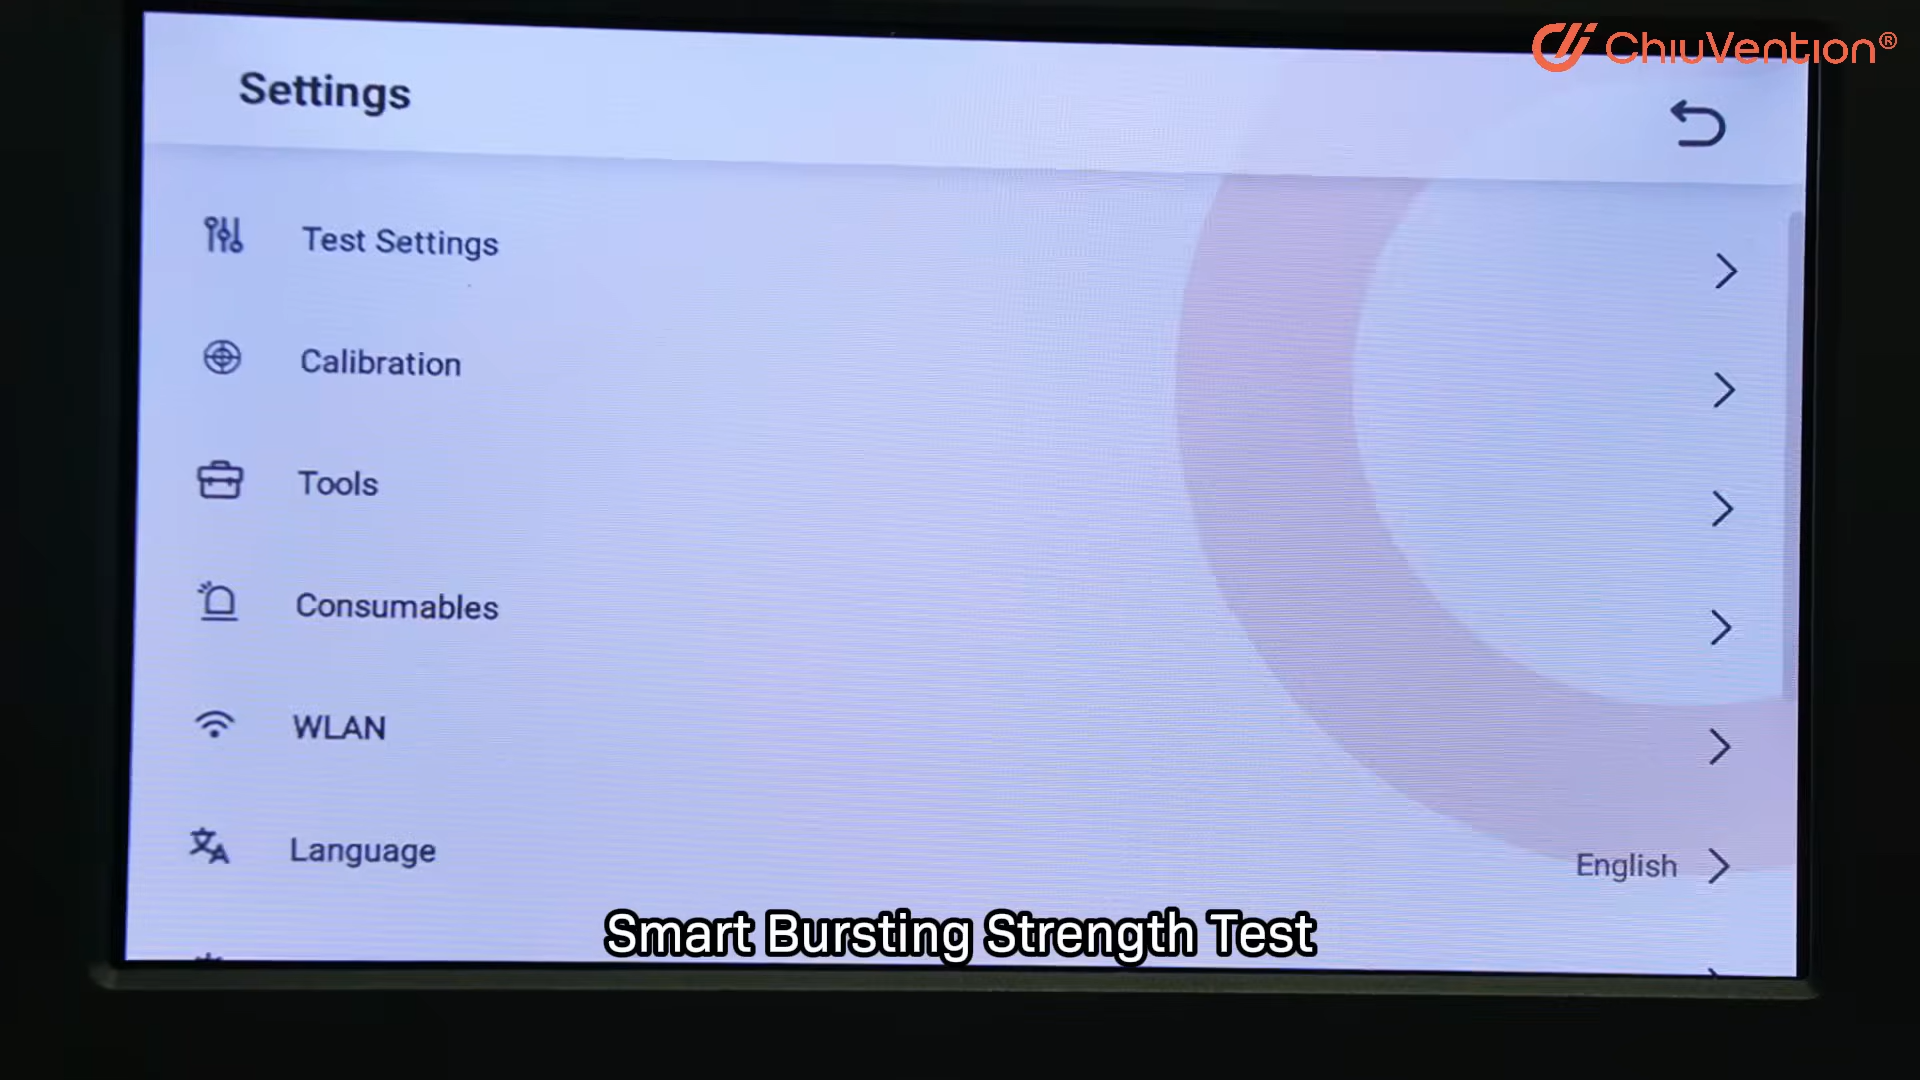 ChiuVention®
Settings
Test Settings
Calibration
Tools
Consumables
WLAN
Language
English
Smart Bursting Strength Test